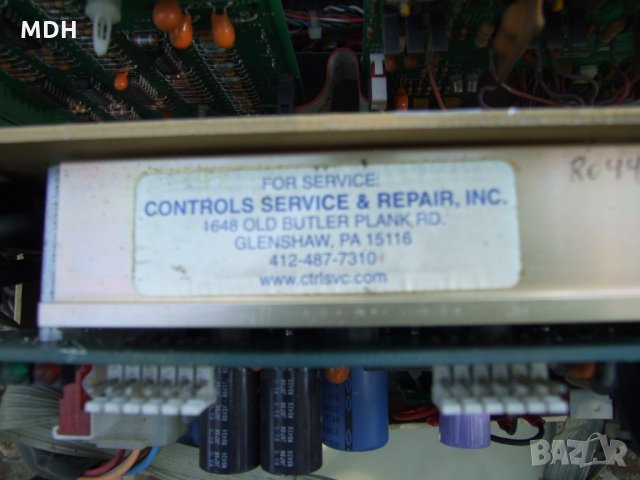 MDH
FOR SERVICE:
CONTROLS SERVICE & REPAIR, INC.
1648 OLD BUTLER PLANK RD.
GLENSHAW, PA 15116
412-487-7310
www.ctrlsvc.com
BAZAR